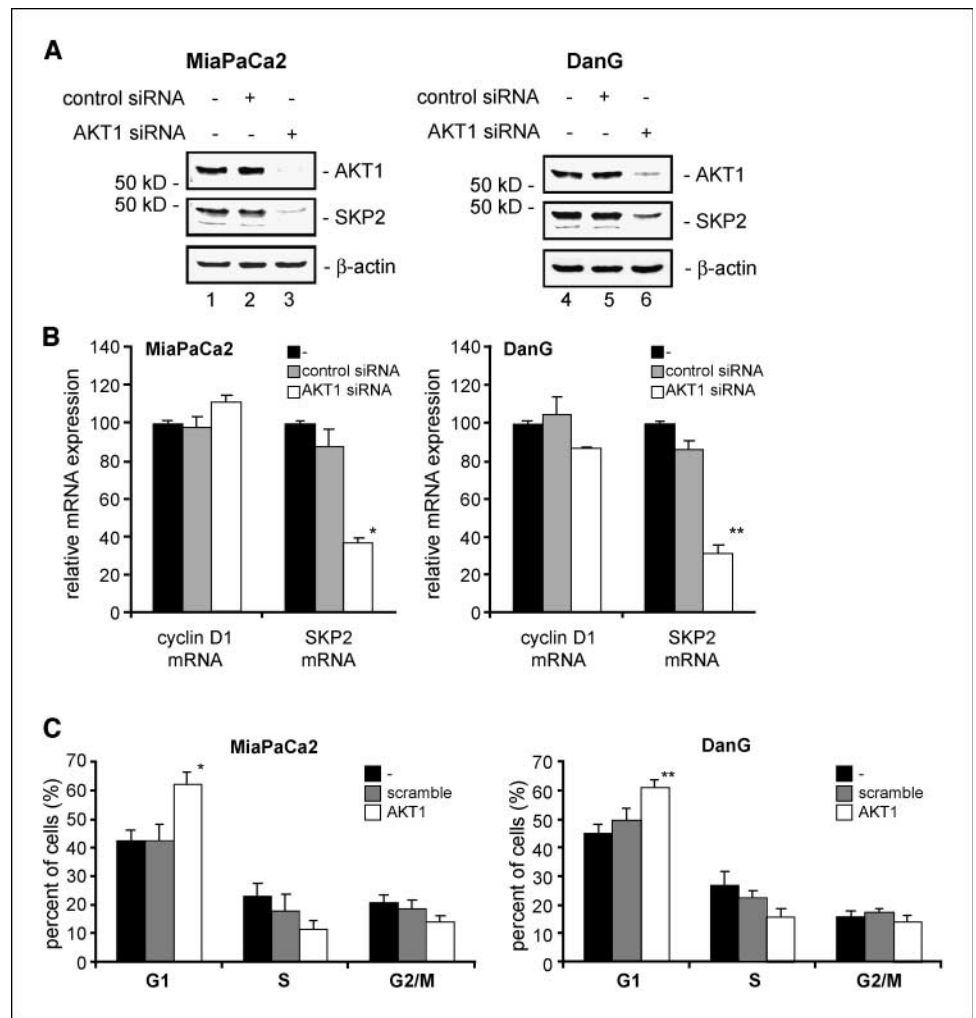 A
MiaPaCa2
control siRNA - + -
AKT1 siRNA - - +
50 kD - - AKT1
50 kD - - SKP2
- β-actin
1 2 3
DanG
control siRNA - + -
AKT1 siRNA - - +
50 kD - - AKT1
50 kD - - SKP2
- β-actin
4 5 6
B
MiaPaCa2
-
control siRNA
AKT1 siRNA
relative mRNA expression
140
120
100
80
60
40
20
0
*
cyclin D1 mRNA
SKP2 mRNA
DanG
-
control siRNA
AKT1 siRNA
relative mRNA expression
140
120
100
80
60
40
20
0
**
cyclin D1 mRNA
SKP2 mRNA
C
MiaPaCa2
-
scramble
AKT1
percent of cells (%)
70
60
50
40
30
20
10
0
*
G1 S G2/M
DanG
-
scramble
AKT1
percent of cells (%)
70
60
50
40
30
20
10
0
**
G1 S G2/M